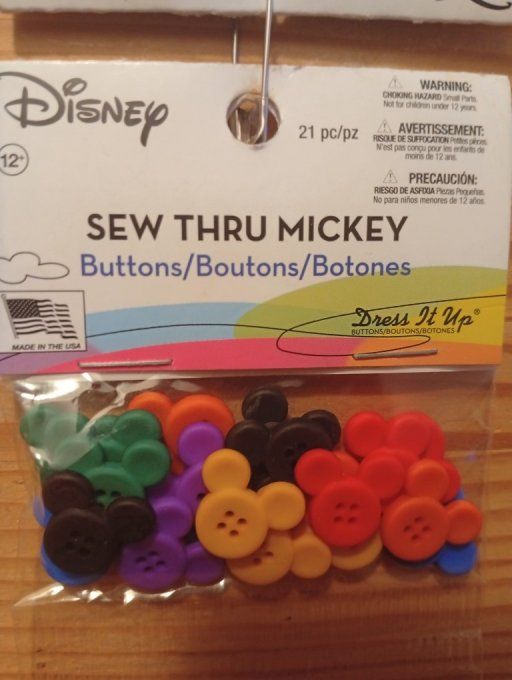 Disney
21 pc/pz
WARNING:
CHOKING HAZARD Small Parts.
Not for children under 12 years.
AVERTISSEMENT:
RISQUE DE SUFFOCATION Petites pièces.
N'est pas conçu pour les enfants de
moins de 12 ans.
PRECAUCIÓN:
RIESGO DE ASFIXIA Piezas Pequeñas.
No para niños menores de 12 años.
12+
SEW THRU MICKEY
Buttons/Boutons/Botones
MADE IN THE USA
Dress It Up®
BUTTONS/BOUTONS/BOTONES